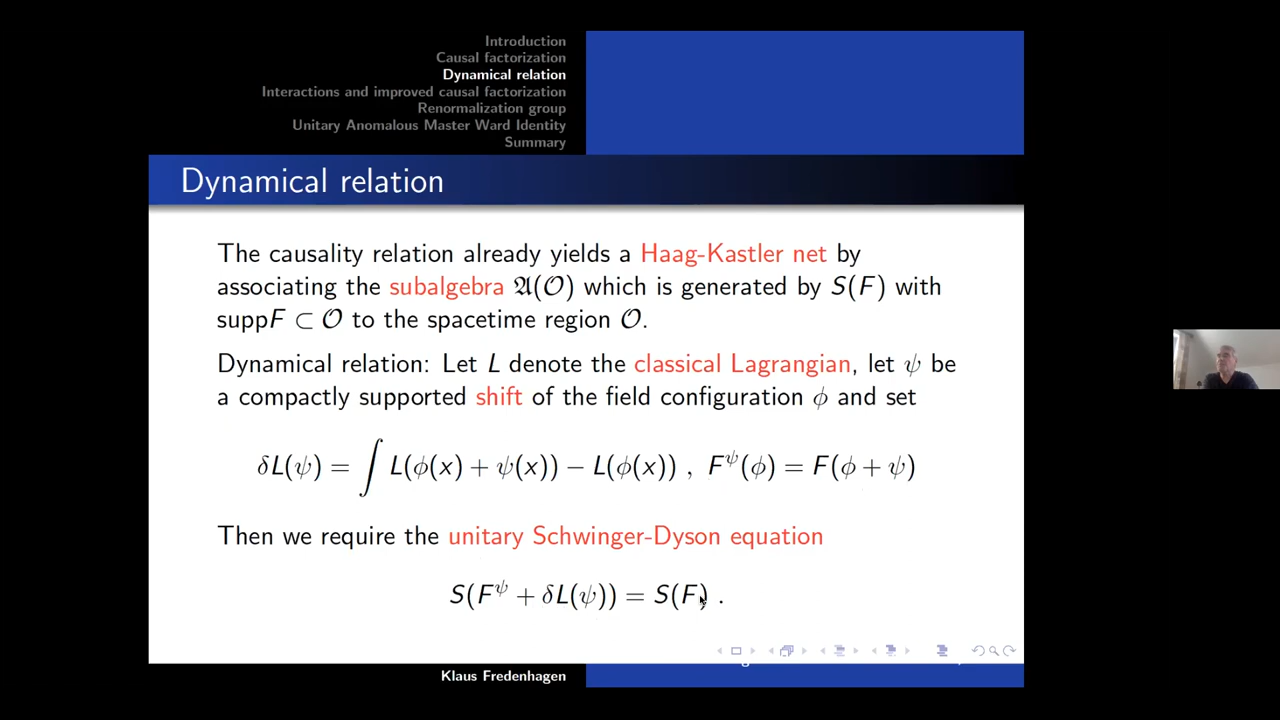 Introduction
Causal factorization
Dynamical relation
Interactions and improved causal factorization
Renormalization group
Unitary Anomalous Master Ward Identity
Summary
Dynamical relation
The causality relation already yields a Haag-Kastler net by
associating the subalgebra 𝔄(𝒪) which is generated by S(F) with
suppF ⊂ 𝒪 to the spacetime region 𝒪.
Dynamical relation: Let L denote the classical Lagrangian, let ψ be
a compactly supported shift of the field configuration ϕ and set
δL(ψ) = ∫ L(ϕ(x) + ψ(x)) − L(ϕ(x)) , F^ψ(ϕ) = F(ϕ + ψ)
Then we require the unitary Schwinger-Dyson equation
S(F^ψ + δL(ψ)) = S(F) .
Klaus Fredenhagen